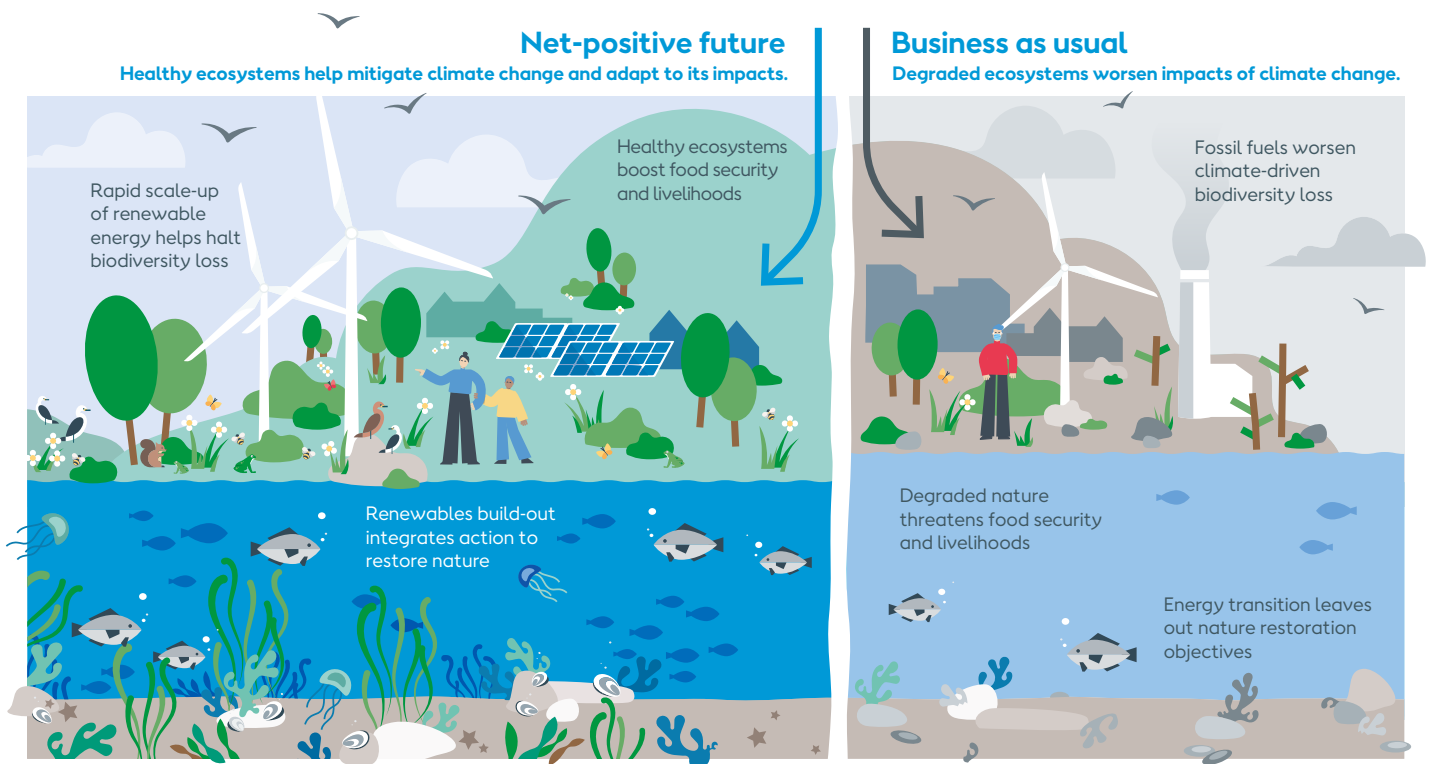 Net-positive future
Healthy ecosystems help mitigate climate change and adapt to its impacts.
Rapid scale-up
of renewable
energy helps halt
biodiversity loss
Healthy ecosystems
boost food security
and livelihoods
Renewables build-out
integrates action to
restore nature
Business as usual
Degraded ecosystems worsen impacts of climate change.
Fossil fuels worsen
climate-driven
biodiversity loss
Degraded nature
threatens food security
and livelihoods
Energy transition leaves
out nature restoration
objectives